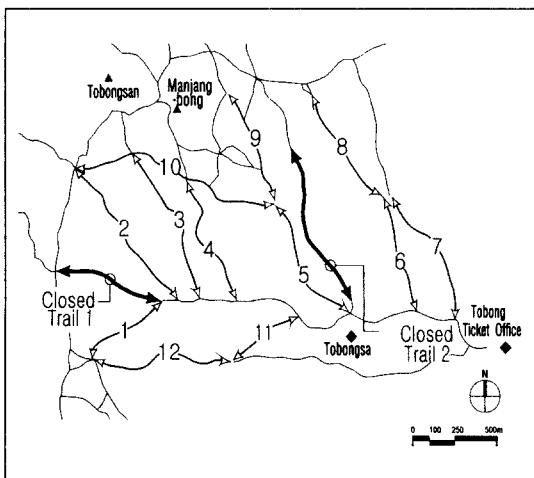 Tobongsan
Manjang
-bong
9
8
10
2
3
4
5
6
7
Closed
Trail 1
1
11
12
Tobongsa
Closed
Trail 2
Tobong
Ticket Office
N
0 100 250 500m